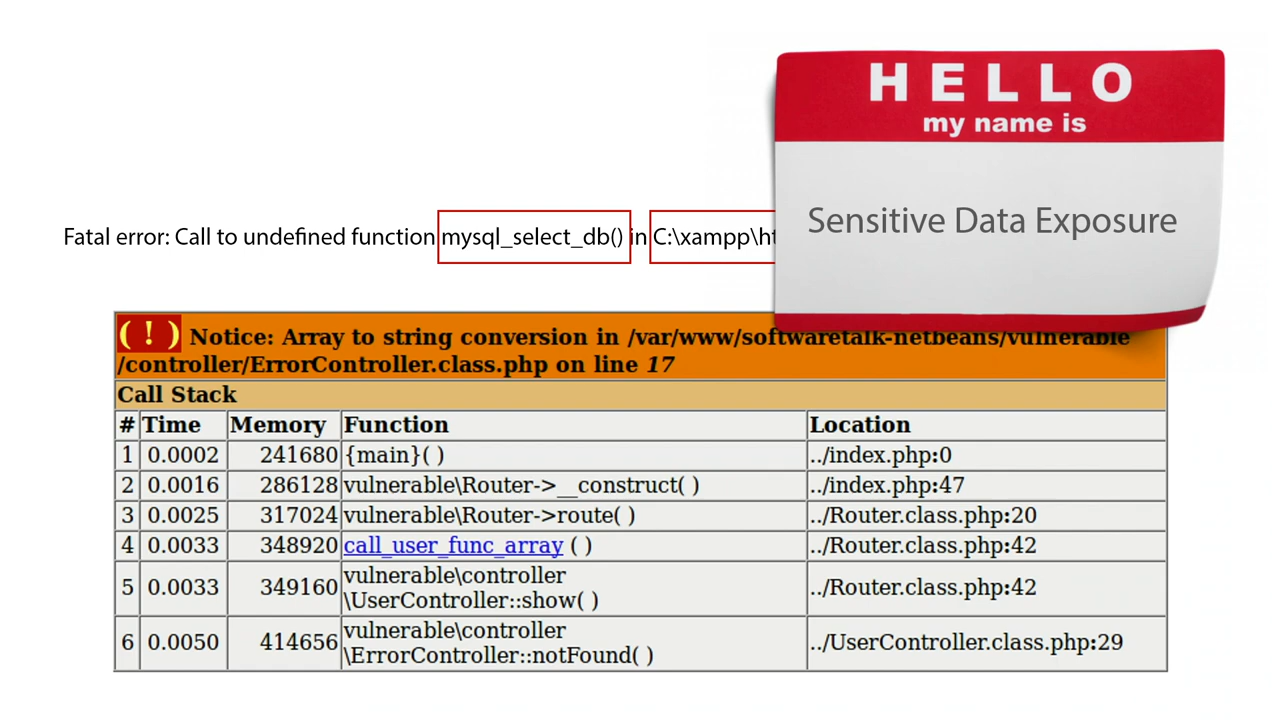 HELLO
my name is
Sensitive Data Exposure
Fatal error: Call to undefined function mysql_select_db() in C:\xampp\
( ! ) Notice: Array to string conversion in /var/www/softwaretalk-netbeans/vulnerable
/controller/ErrorController.class.php on line 17
Call Stack
# Time Memory Function Location
1 0.0002 241680 {main}( ) ../index.php:0
2 0.0016 286128 vulnerable\Router->__construct( ) ../index.php:47
3 0.0025 317024 vulnerable\Router->route( ) ../Router.class.php:20
4 0.0033 348920 call_user_func_array ( ) ../Router.class.php:42
5 0.0033 349160 vulnerable\controller
\UserController::show( ) ../Router.class.php:42
6 0.0050 414656 vulnerable\controller
\ErrorController::notFound( ) ../UserController.class.php:29